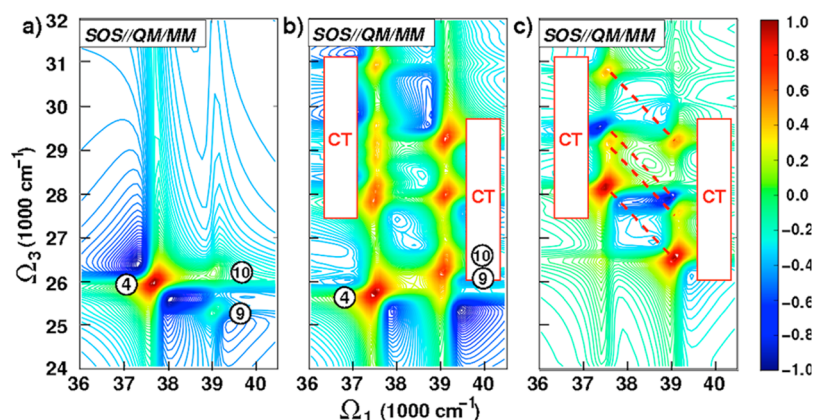 a) SOS//QM/MM
b) SOS//QM/MM
c) SOS//QM/MM
Ω3 (1000 cm⁻¹)
32
31
30
29
28
27
26
25
24
4
10
9
36 37 38 39 40
CT
CT
10
9
4
36 37 38 39 40
CT
CT
36 37 38 39 40
Ω1 (1000 cm⁻¹)
1.0
0.8
0.6
0.4
0.2
0.0
-0.2
-0.4
-0.6
-0.8
-1.0